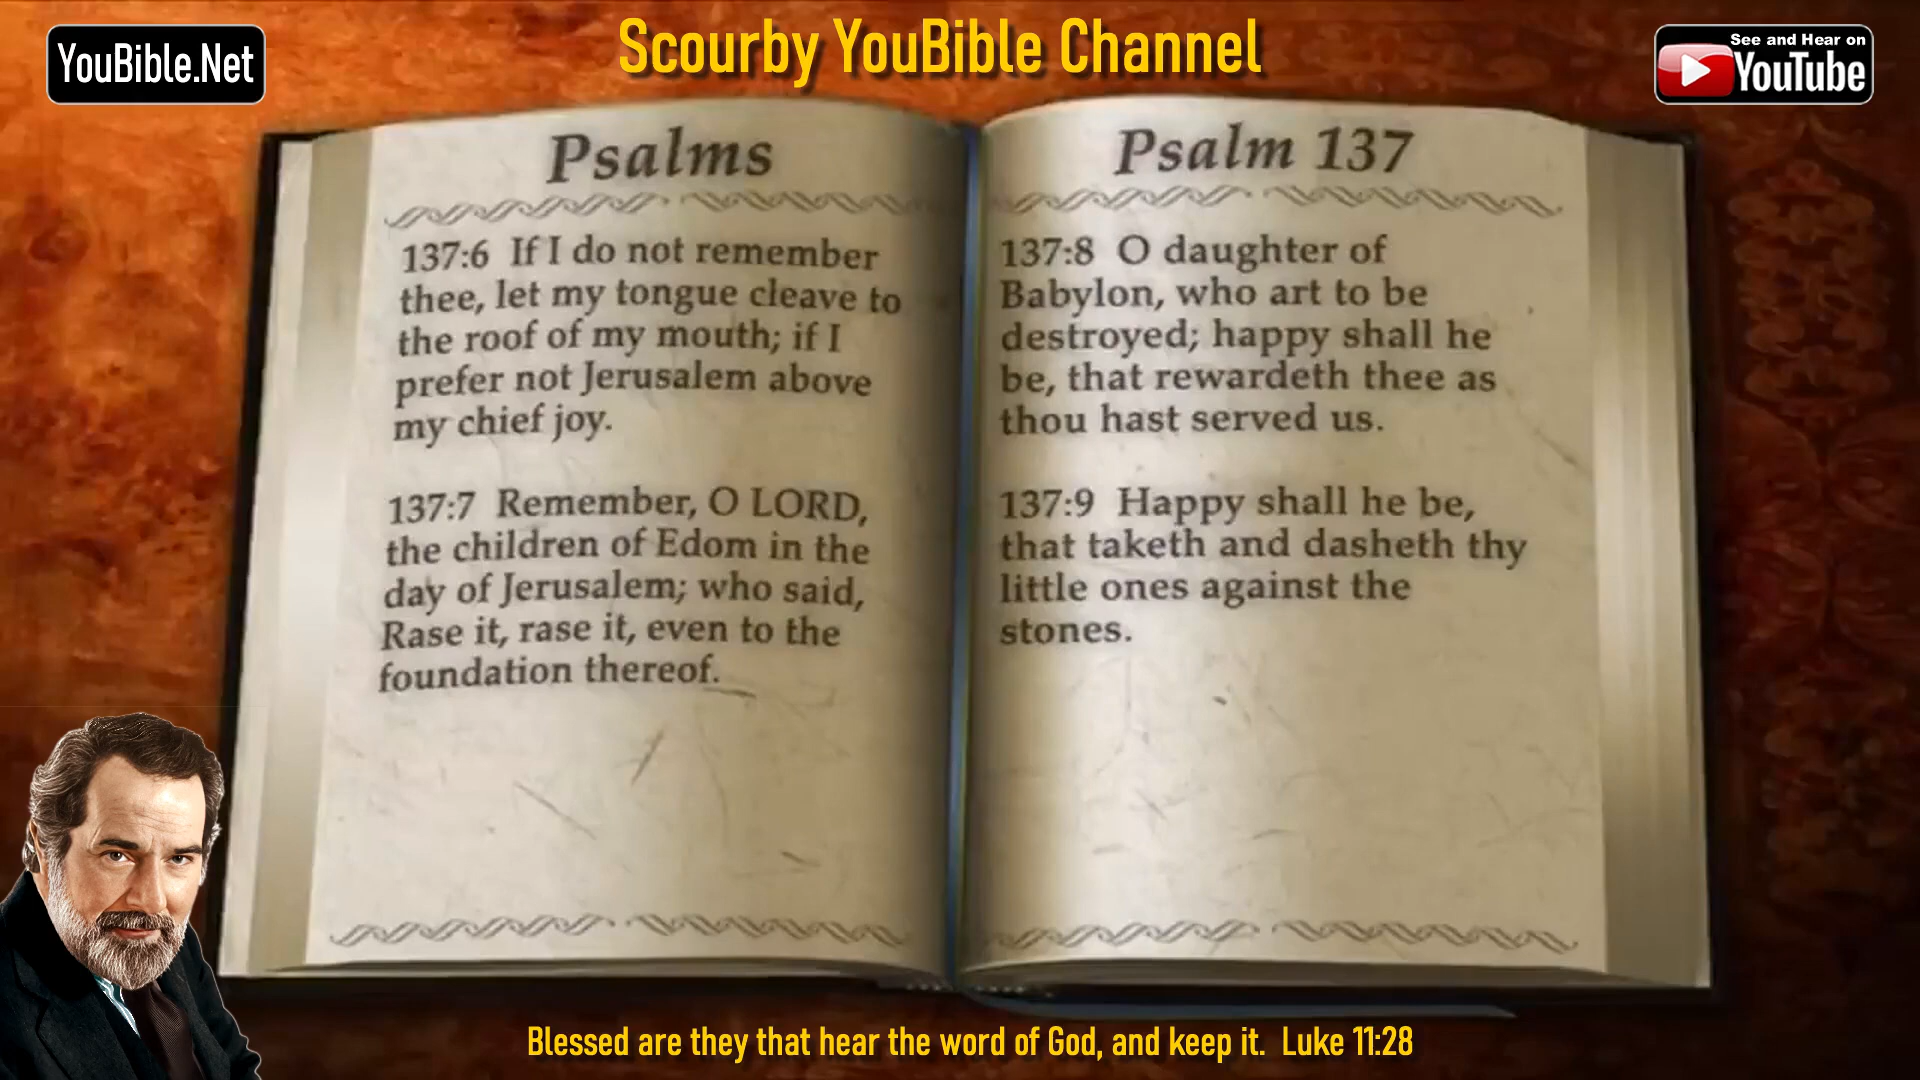 YouBible.Net
Scourby YouBible Channel
See and Hear on
YouTube
Psalms
137:6 If I do not remember
thee, let my tongue cleave to
the roof of my mouth; if I
prefer not Jerusalem above
my chief joy.
137:7 Remember, O LORD,
the children of Edom in the
day of Jerusalem; who said,
Rase it, rase it, even to the
foundation thereof.
Psalm 137
137:8 O daughter of
Babylon, who art to be
destroyed; happy shall he
be, that rewardeth thee as
thou hast served us.
137:9 Happy shall he be,
that taketh and dasheth thy
little ones against the
stones.
Blessed are they that hear the word of God, and keep it. Luke 11:28